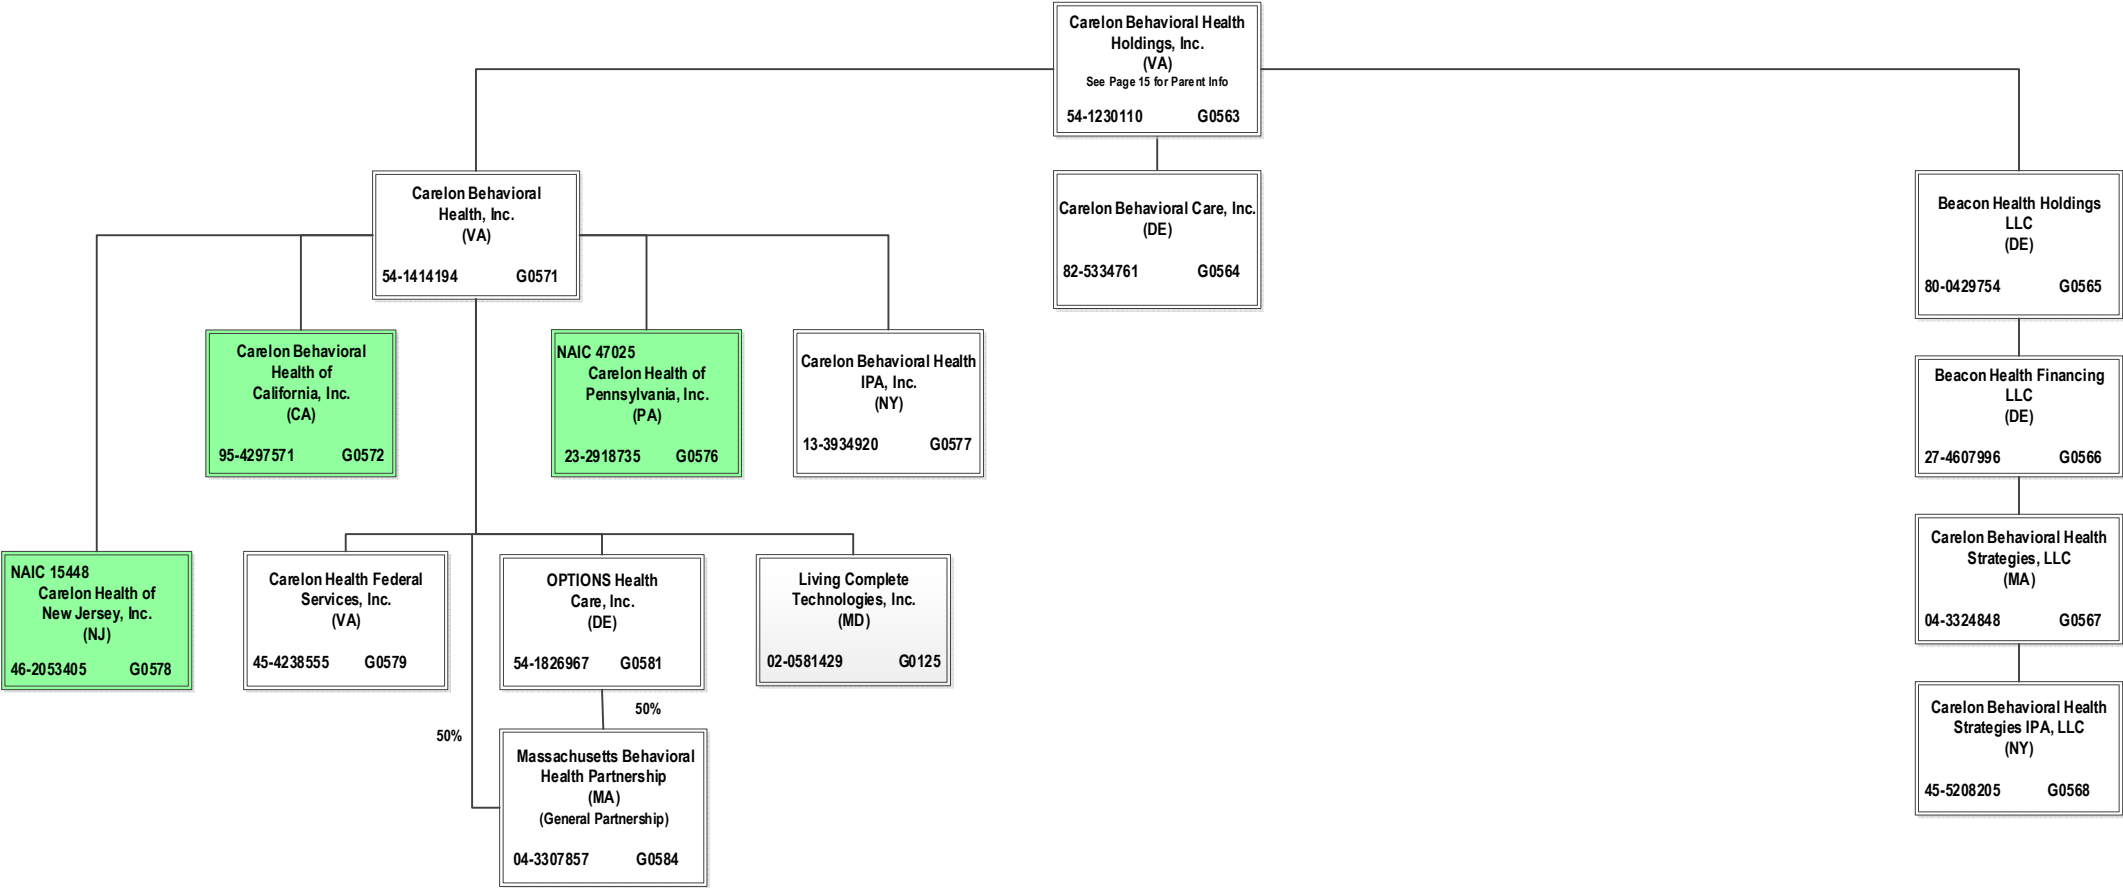 Carelon Behavioral Health
Holdings, Inc.
(VA)
See Page 15 for Parent Info
54-1230110 G0563
Carelon Behavioral
Health, Inc.
(VA)
54-1414194 G0571
Carelon Behavioral Care, Inc.
(DE)
82-5334761 G0564
Beacon Health Holdings
LLC
(DE)
80-0429754 G0565
Carelon Behavioral
Health of
California, Inc.
(CA)
95-4297571 G0572
NAIC 47025
Carelon Health of
Pennsylvania, Inc.
(PA)
23-2918735 G0576
Carelon Behavioral Health
IPA, Inc.
(NY)
13-3934920 G0577
Beacon Health Financing
LLC
(DE)
27-4607996 G0566
NAIC 15448
Carelon Health of
New Jersey, Inc.
(NJ)
46-2053405 G0578
Carelon Health Federal
Services, Inc.
(VA)
45-4238555 G0579
OPTIONS Health
Care, Inc.
(DE)
54-1826967 G0581
Living Complete
Technologies, Inc.
(MD)
02-0581429 G0125
Carelon Behavioral Health
Strategies, LLC
(MA)
04-3324848 G0567
50%
50%
Massachusetts Behavioral
Health Partnership
(MA)
(General Partnership)
04-3307857 G0584
Carelon Behavioral Health
Strategies IPA, LLC
(NY)
45-5208205 G0568